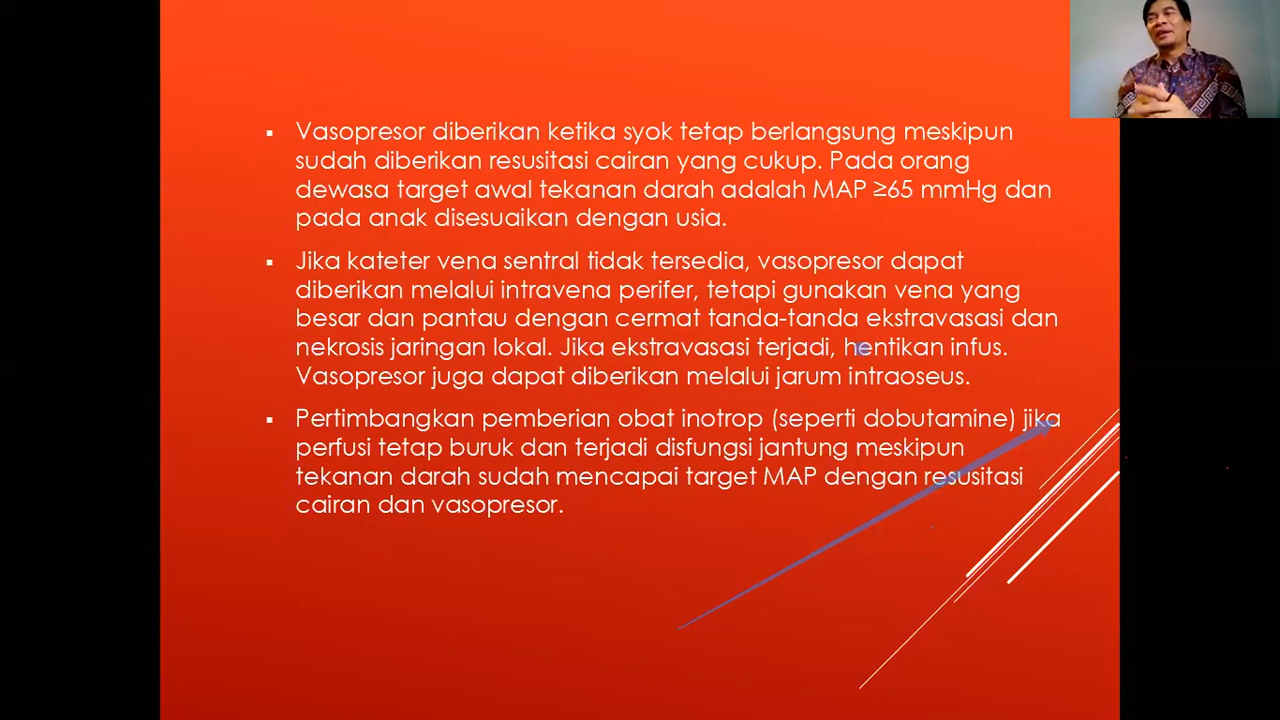 Vasopresor diberikan ketika syok tetap berlangsung meskipun
sudah diberikan resusitasi cairan yang cukup. Pada orang
dewasa target awal tekanan darah adalah MAP ≥65 mmHg dan
pada anak disesuaikan dengan usia.
Jika kateter vena sentral tidak tersedia, vasopresor dapat
diberikan melalui intravena perifer, tetapi gunakan vena yang
besar dan pantau dengan cermat tanda-tanda ekstravasasi dan
nekrosis jaringan lokal. Jika ekstravasasi terjadi, hentikan infus.
Vasopresor juga dapat diberikan melalui jarum intraoseus.
Pertimbangkan pemberian obat inotrop (seperti dobutamine) jika
perfusi tetap buruk dan terjadi disfungsi jantung meskipun
tekanan darah sudah mencapai target MAP dengan resusitasi
cairan dan vasopresor.